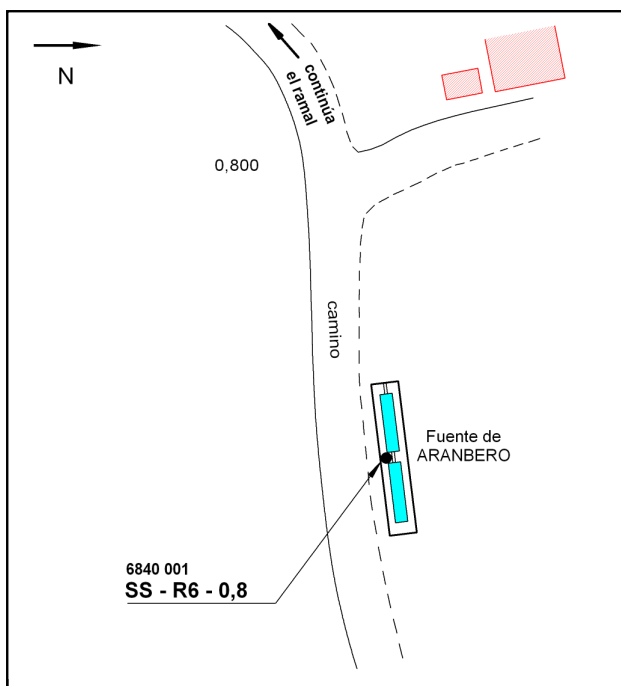 N
continúa
el ramal
0,800
camino
Fuente de
ARANBERO
6840 001
SS - R6 - 0,8